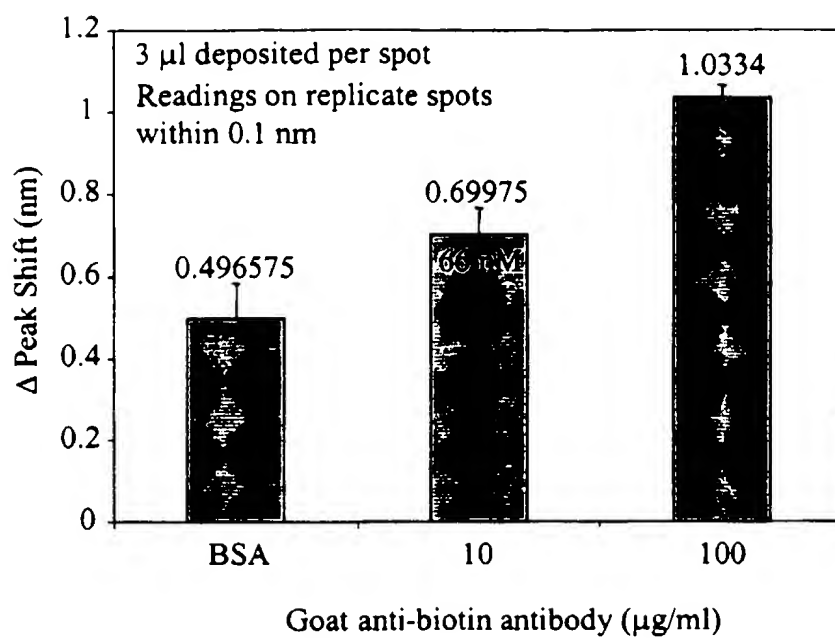 1.2
1
0.8
0.6
0.4
0.2
0
Δ Peak Shift (nm)
3 μl deposited per spot
Readings on replicate spots
within 0.1 nm
0.496575
0.69975
1.0334
66 nM
BSA
10
100
Goat anti-biotin antibody (μg/ml)